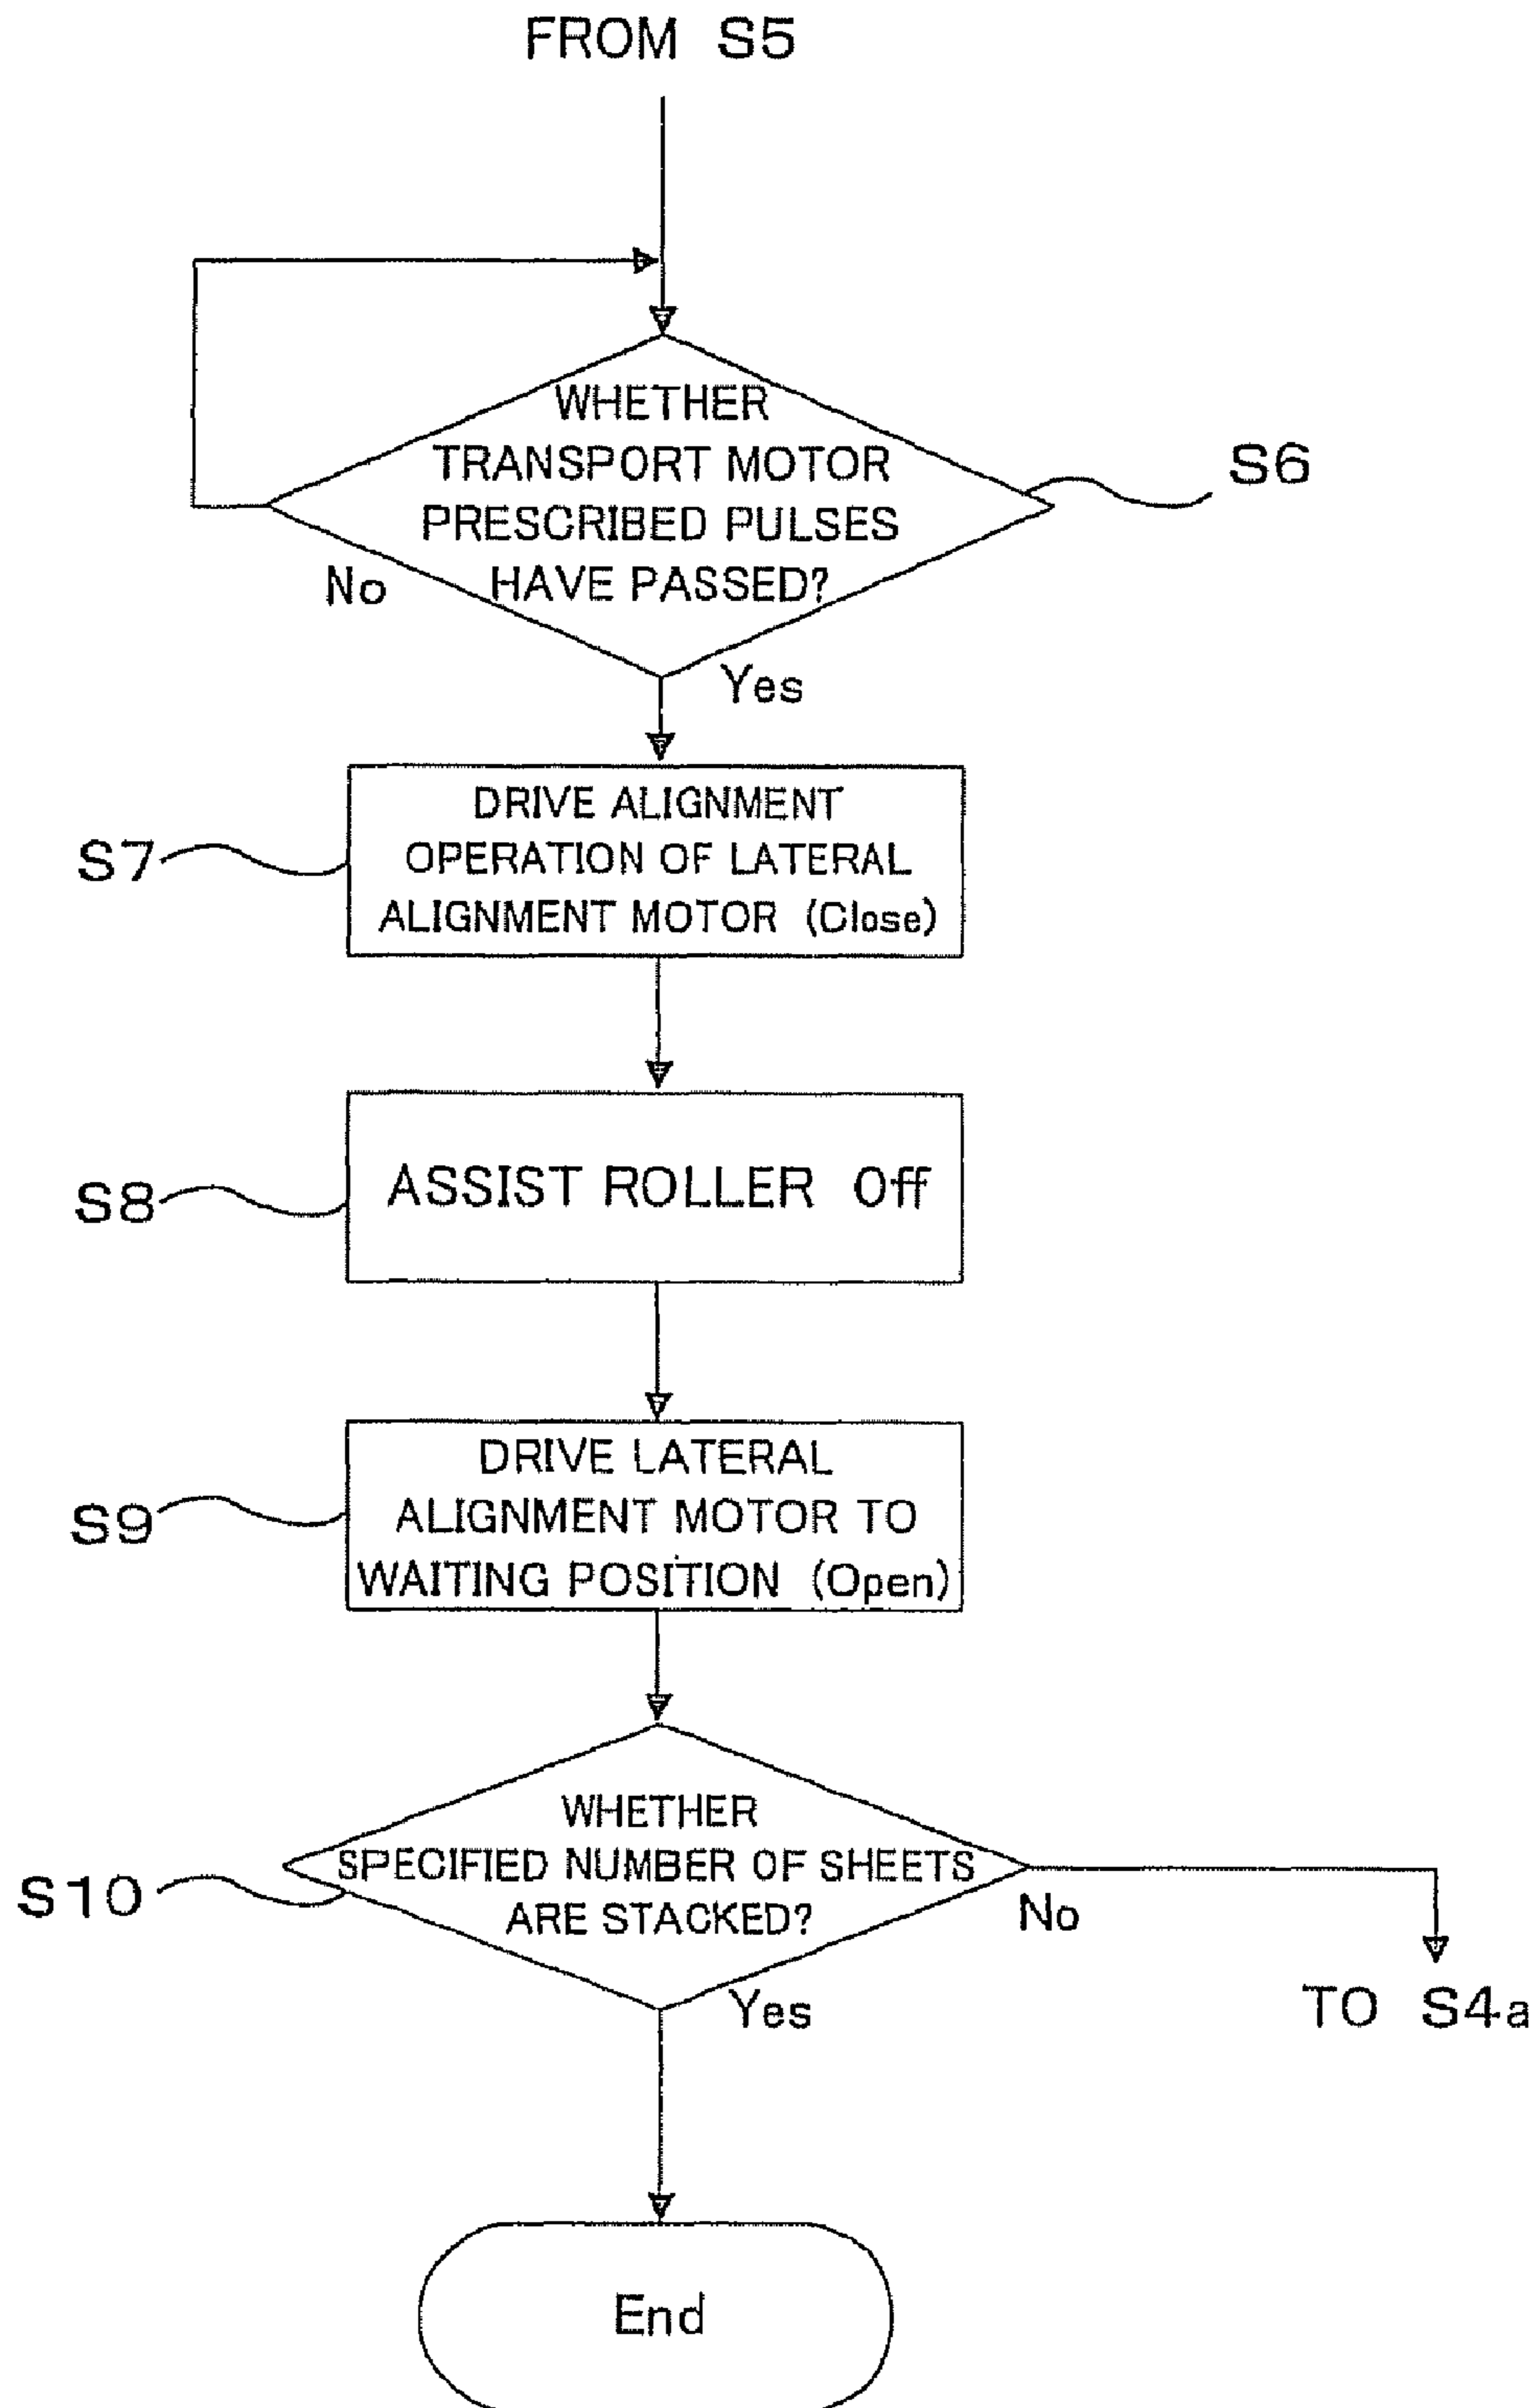 FROM S5
WHETHER
TRANSPORT MOTOR
PRESCRIBED PULSES
HAVE PASSED?
S6
No
Yes
DRIVE ALIGNMENT
OPERATION OF LATERAL
ALIGNMENT MOTOR (Close)
S7
ASSIST ROLLER Off
S8
DRIVE LATERAL
ALIGNMENT MOTOR TO
WAITING POSITION (Open)
S9
WHETHER
SPECIFIED NUMBER OF SHEETS
ARE STACKED?
S10
No
Yes
TO S4a
End